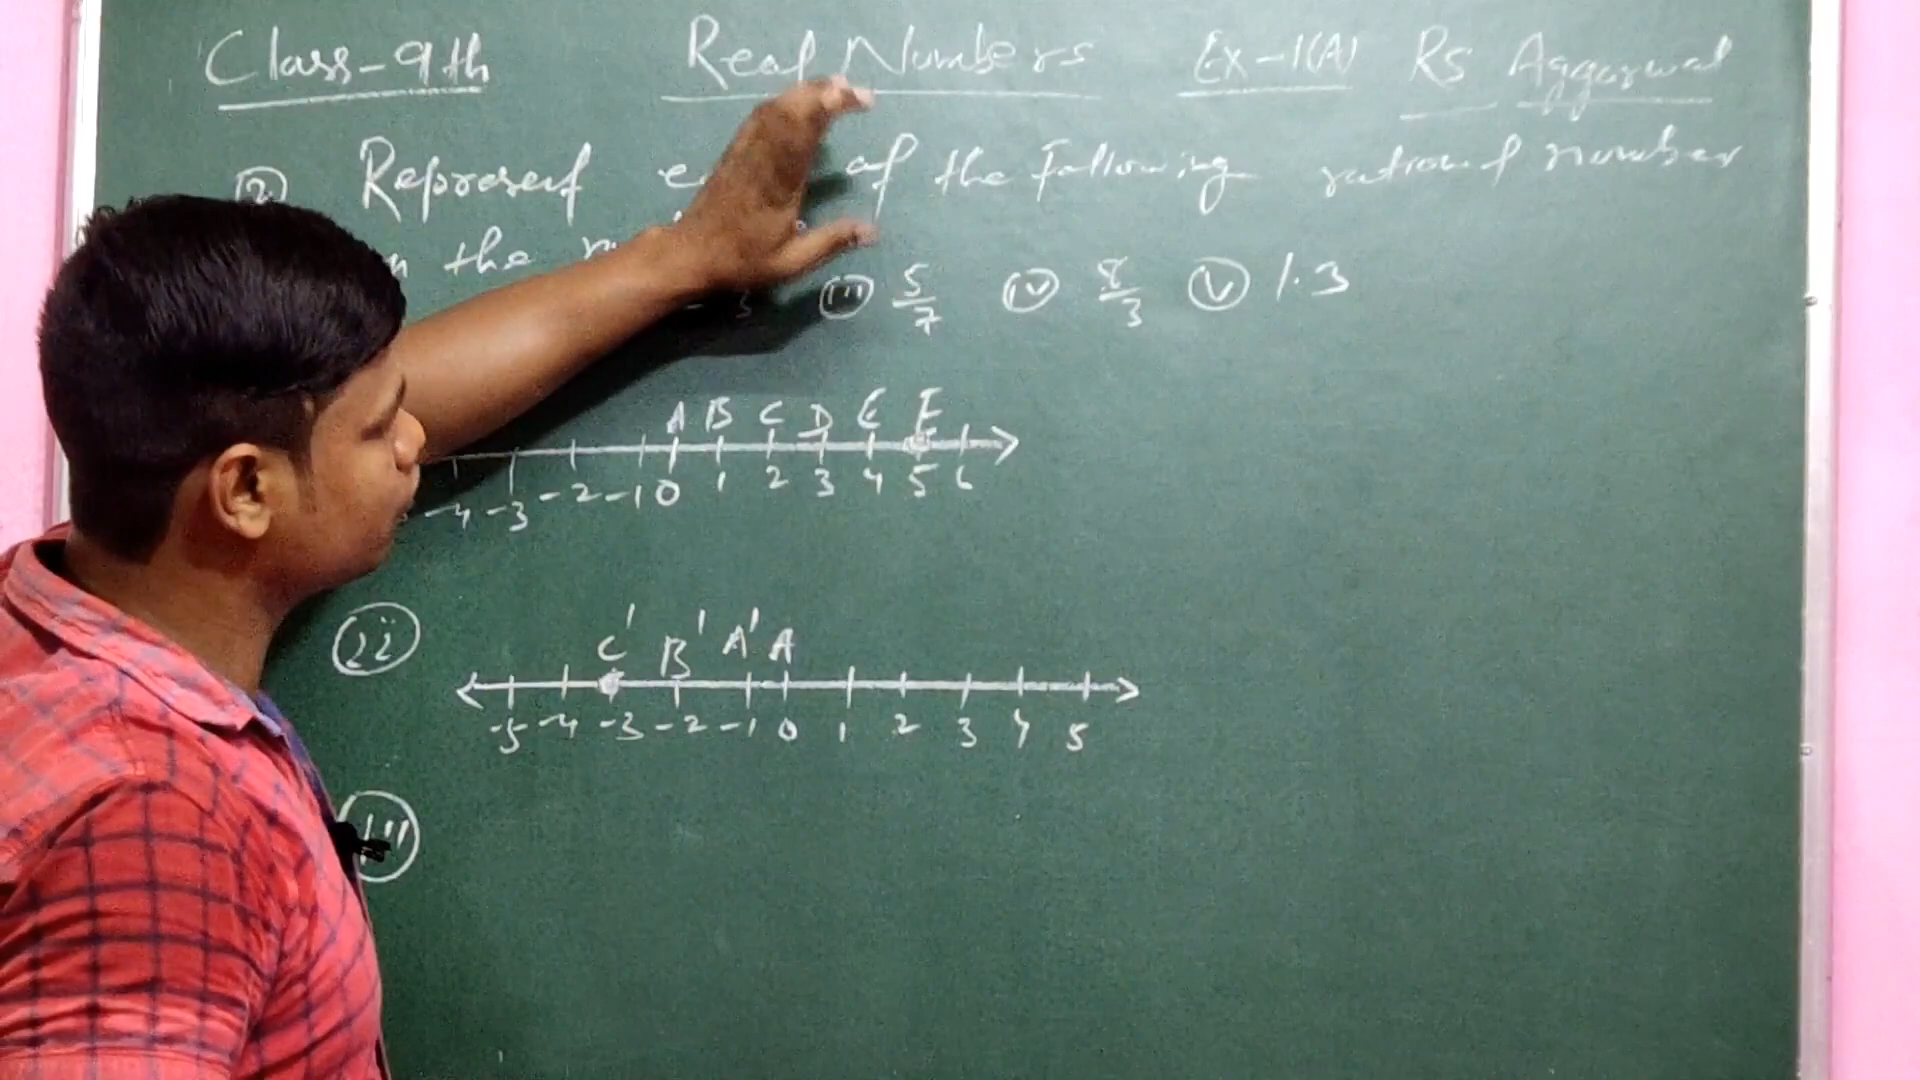 Class-9th Real Numbers Ex-1(A) RS Aggarwal
② Represent of the following rational number
the
-3 (iii) 5/7 (iv) 8/3 (v) 1.3
A B C D E F
-4 -3 -2 -1 0 1 2 3 4 5 6
(ii) C' B' A' A
-5 -4 -3 -2 -1 0 1 2 3 4 5
(iii)